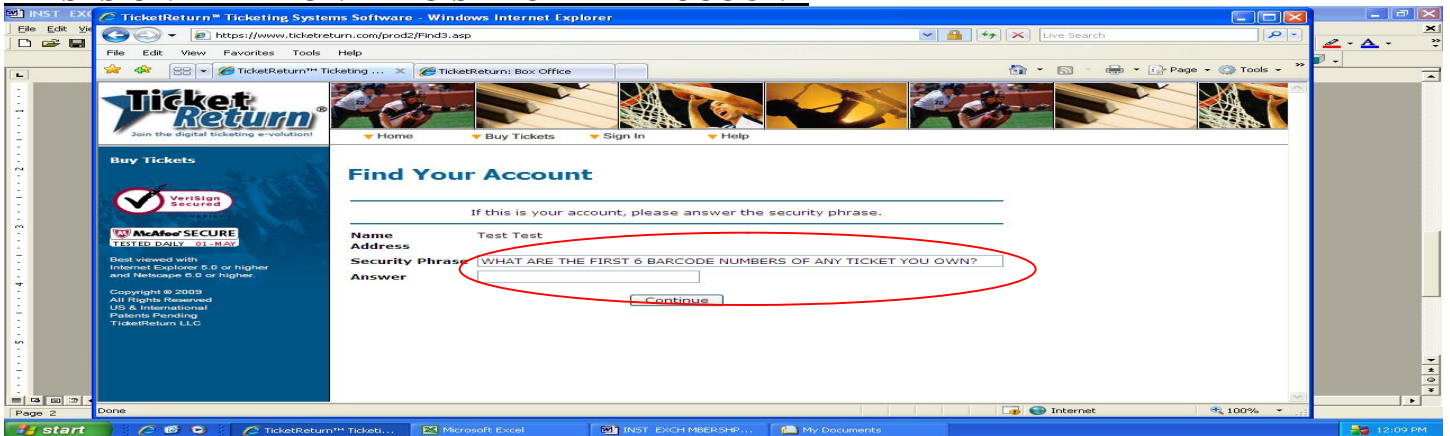 INST EXC
TicketReturn™ Ticketing Systems Software - Windows Internet Explorer
File Edit Vie
https://www.ticketreturn.com/prod2/Find3.asp
Live Search
File Edit View Favorites Tools Help
TicketReturn™ Ticketing ...
TicketReturn: Box Office
Page
Tools
Ticket Return®
Join the digital ticketing e-volution!
Home Buy Tickets Sign In Help
Buy Tickets
VeriSign
Secured
McAfee SECURE
TESTED DAILY 01-MAY
Best viewed with
Internet Explorer 5.0 or higher
and Netscape 6.0 or higher.
Copyright © 2009
All Rights Reserved
US & International
Patents Pending
TicketReturn LLC
Find Your Account
If this is your account, please answer the security phrase.
Name Test Test
Address
Security Phrase WHAT ARE THE FIRST 6 BARCODE NUMBERS OF ANY TICKET YOU OWN?
Answer
Continue
Page 2
Done
Internet
100%
start
TicketReturn™ Ticketi...
Microsoft Excel
INST EXCH MBERSHP...
My Documents
12:09 PM